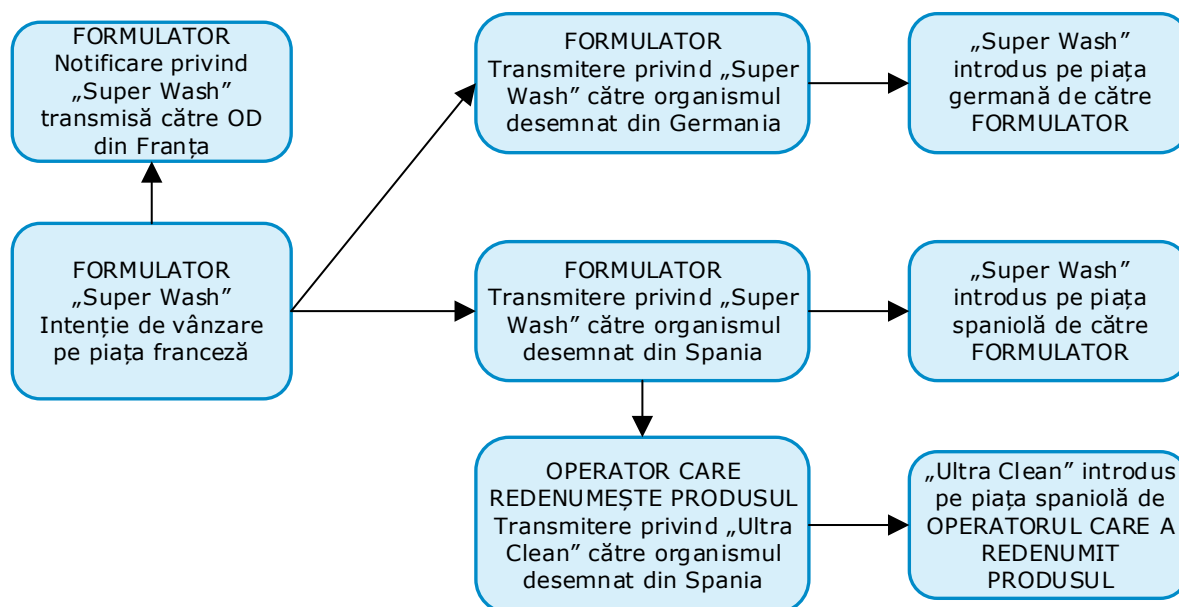 FORMULATOR
Notificare privind
„Super Wash”
transmisă către OD
din Franța
FORMULATOR
Transmitere privind „Super
Wash” către organismul
desemnat din Germania
„Super Wash”
introdus pe piața
germană de către
FORMULATOR
FORMULATOR
„Super Wash”
Intenție de vânzare
pe piața franceză
FORMULATOR
Transmitere privind „Super
Wash” către organismul
desemnat din Spania
„Super Wash”
introdus pe piața
spaniolă de către
FORMULATOR
OPERATOR CARE
REDENUMEȘTE PRODUSUL
Transmitere privind „Ultra
Clean” către organismul
desemnat din Spania
„Ultra Clean” introdus
pe piața spaniolă de
OPERATORUL CARE A
REDENUMIT
PRODUSUL